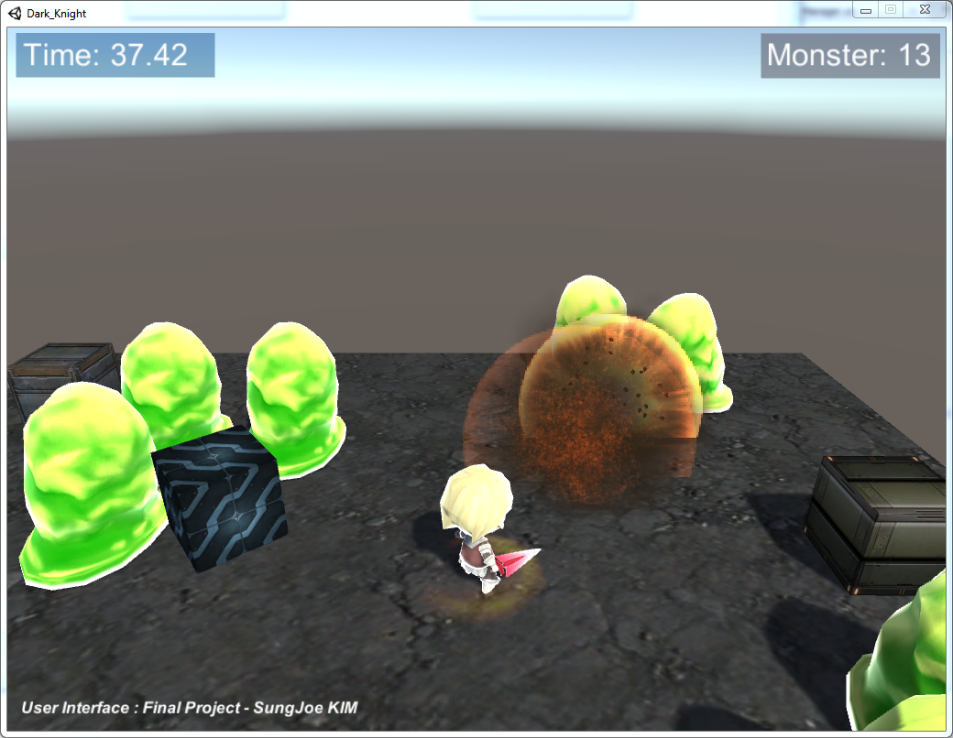 Dark_Knight
Time: 37.42
Monster: 13
User Interface : Final Project - SungJoe KIM